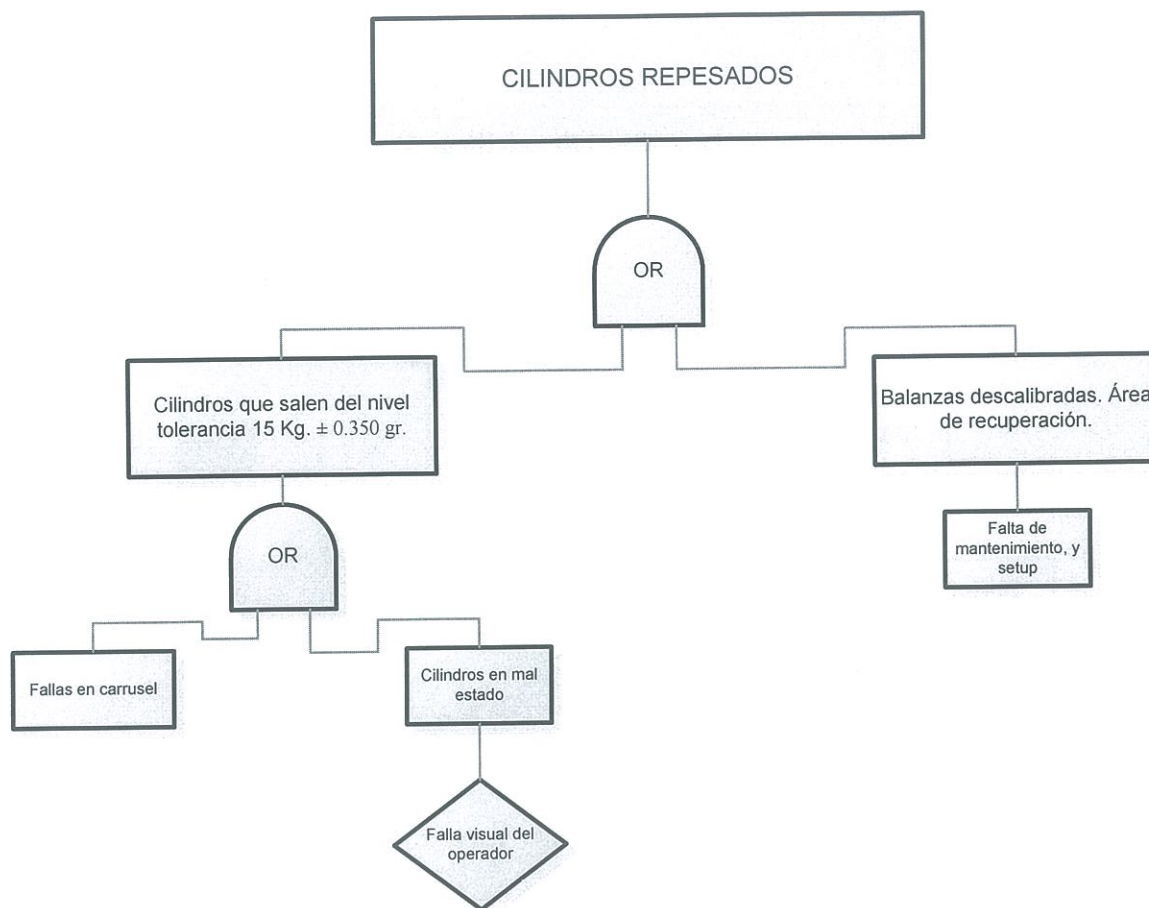 CILINDROS REPESADOS
OR
Cilindros que salen del nivel
tolerancia 15 Kg. ± 0.350 gr.
Balanzas descalibradas. Área
de recuperación.
OR
Falta de
mantenimiento, y
setup
Fallas en carrusel
Cilindros en mal
estado
Falla visual del
operador